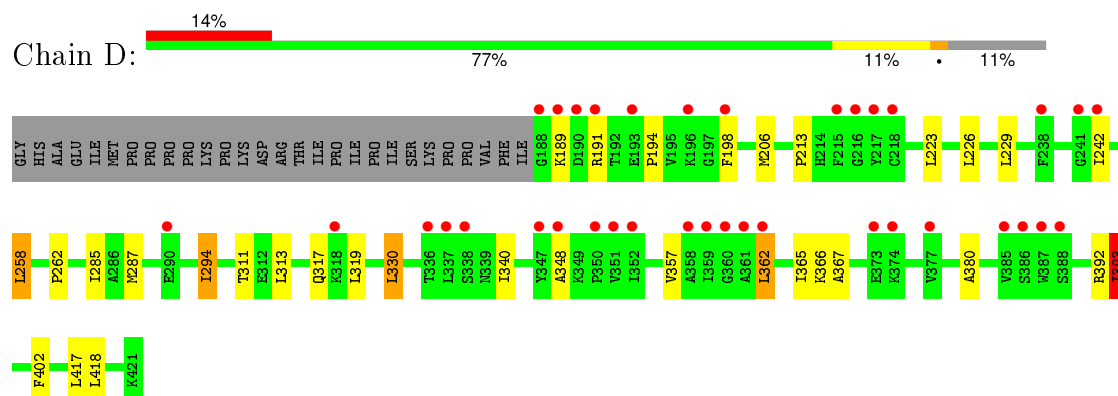 14%
Chain D:
77% 11% • 11%
GLY HIS ALA GLU ILE MET PRO PRO PRO PRO LYS PRO LYS ASP ARG THR LYS ILE PRO ILE PRO ILE SER LYS PRO PRO VAL PHE ILE G188 K189 D190 R191 T192 E193 P194 V195 K196 G197 F198 M206 P213 H214 F215 G216 Y217 C218 L223 L226 L229 F238 G241 I242
L258 P262 I285 A286 M287 E290 I294 T311 E312 L313 Q317 K318 L319 L330 T336 L337 S338 N339 I340 Y347 A348 K349 P350 V351 I352 V357 A358 I359 G360 A361 L362 I365 K366 A367 E373 K374 V377 A380 V385 S386 W387 S388 R392 I393
F402 L417 L418 K421